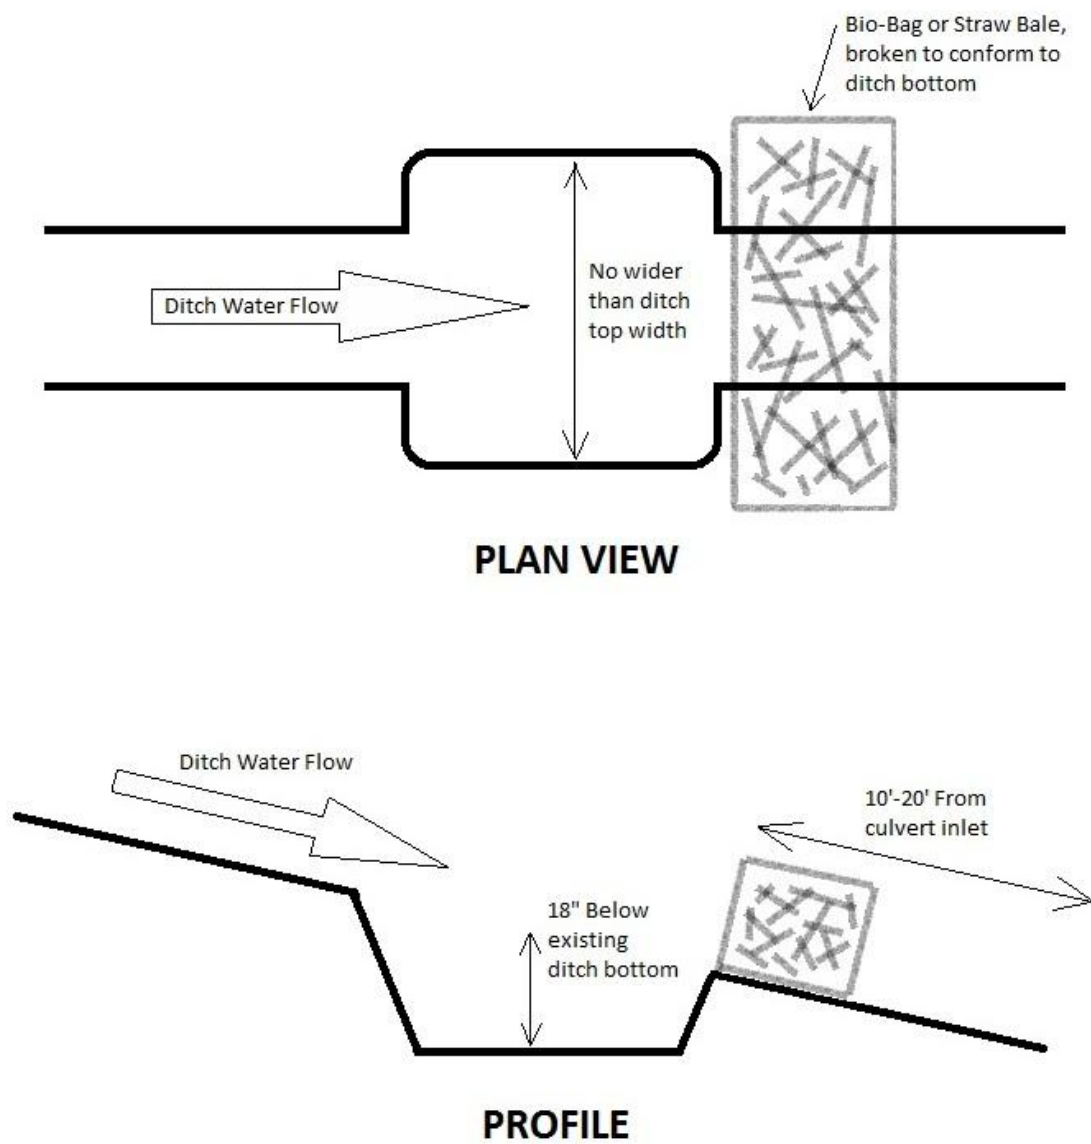 Bio-Bag or Straw Bale,
broken to conform to
ditch bottom
Ditch Water Flow
No wider
than ditch
top width
PLAN VIEW
Ditch Water Flow
10'-20' From
culvert inlet
18" Below
existing
ditch bottom
PROFILE